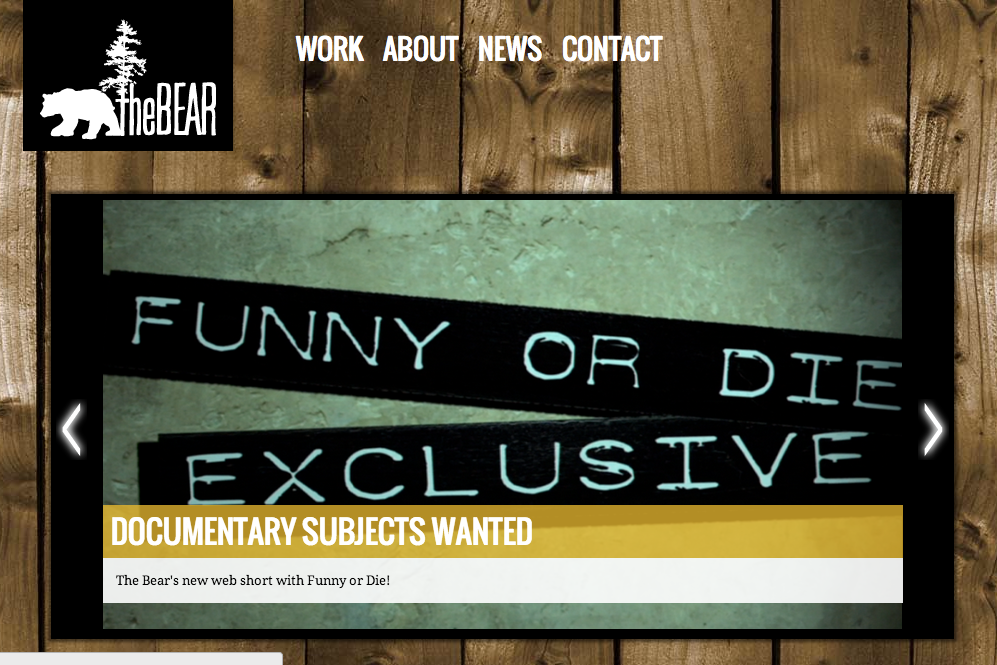 theBEAR
WORK ABOUT NEWS CONTACT
FUNNY OR DIE
EXCLUSIVE
DOCUMENTARY SUBJECTS WANTED
The Bear's new web short with Funny or Die!